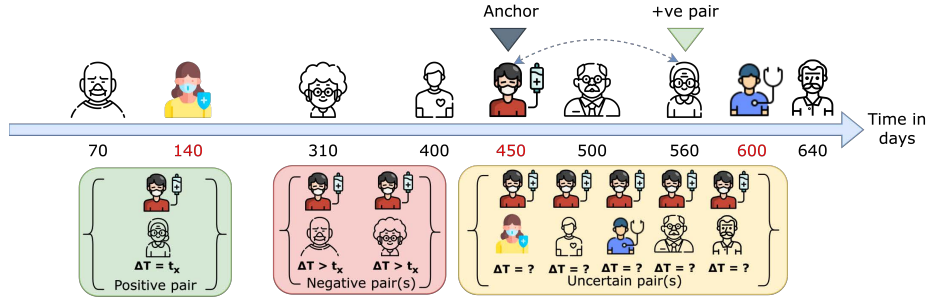 Anchor
+ve pair
Time in
days
70 140 310 400 450 500 560 600 640
ΔT = tₓ
Positive pair
ΔT > tₓ ΔT > tₓ
Negative pair(s)
ΔT = ? ΔT = ? ΔT = ? ΔT = ? ΔT = ?
Uncertain pair(s)